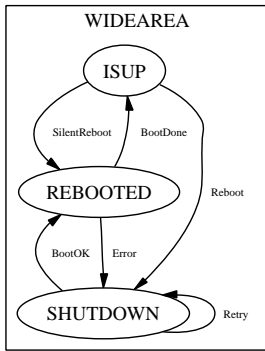 WIDEAREA
ISUP
SilentReboot
BootDone
REBOOTED
Reboot
BootOK
Error
SHUTDOWN
Retry